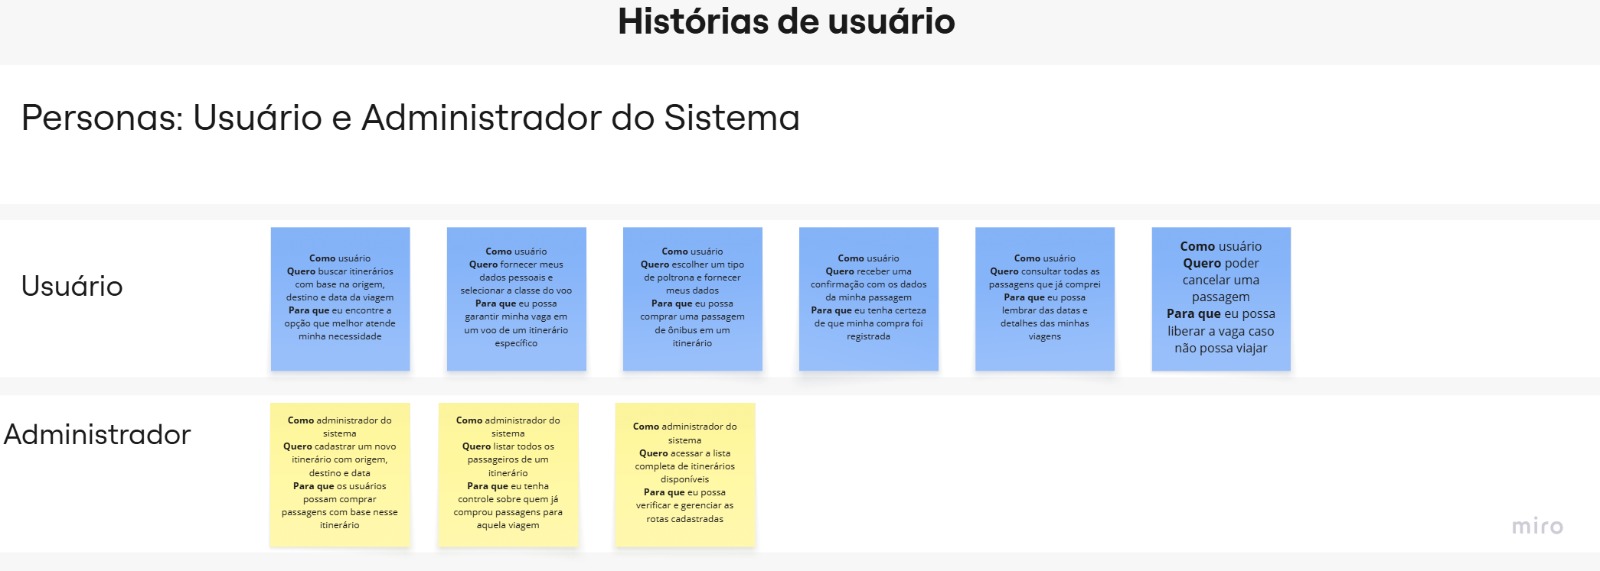 Histórias de usuário
Personas: Usuário e Administrador do Sistema
Usuário
Como usuário
Quero buscar itinerários
com base na origem,
destino e data da viagem
Para que eu encontre a
opção que melhor atende
minha necessidade
Como usuário
Quero fornecer meus
dados pessoais e
selecionar a classe do voo
Para que eu possa
garantir minha vaga em
um voo de um itinerário
específico
Como usuário
Quero escolher um tipo
de poltrona e fornecer
meus dados
Para que eu possa
comprar uma passagem
de ônibus em um
itinerário
Como usuário
Quero receber uma
confirmação com os dados
da minha passagem
Para que eu tenha certeza
de que minha compra foi
registrada
Como usuário
Quero consultar todas as
passagens que já comprei
Para que eu possa
lembrar das datas e
detalhes das minhas
viagens
Como usuário
Quero poder
cancelar uma
passagem
Para que eu possa
liberar a vaga caso
não possa viajar
Administrador
Como administrador do
sistema
Quero cadastrar um novo
itinerário com origem,
destino e data
Para que os usuários
possam comprar
passagens com base nesse
itinerário
Como administrador do
sistema
Quero listar todos os
passageiros de um
itinerário
Para que eu tenha
controle sobre quem já
comprou passagens para
aquela viagem
Como administrador do
sistema
Quero acessar a lista
completa de itinerários
disponíveis
Para que eu possa
verificar e gerenciar as
rotas cadastradas
miro